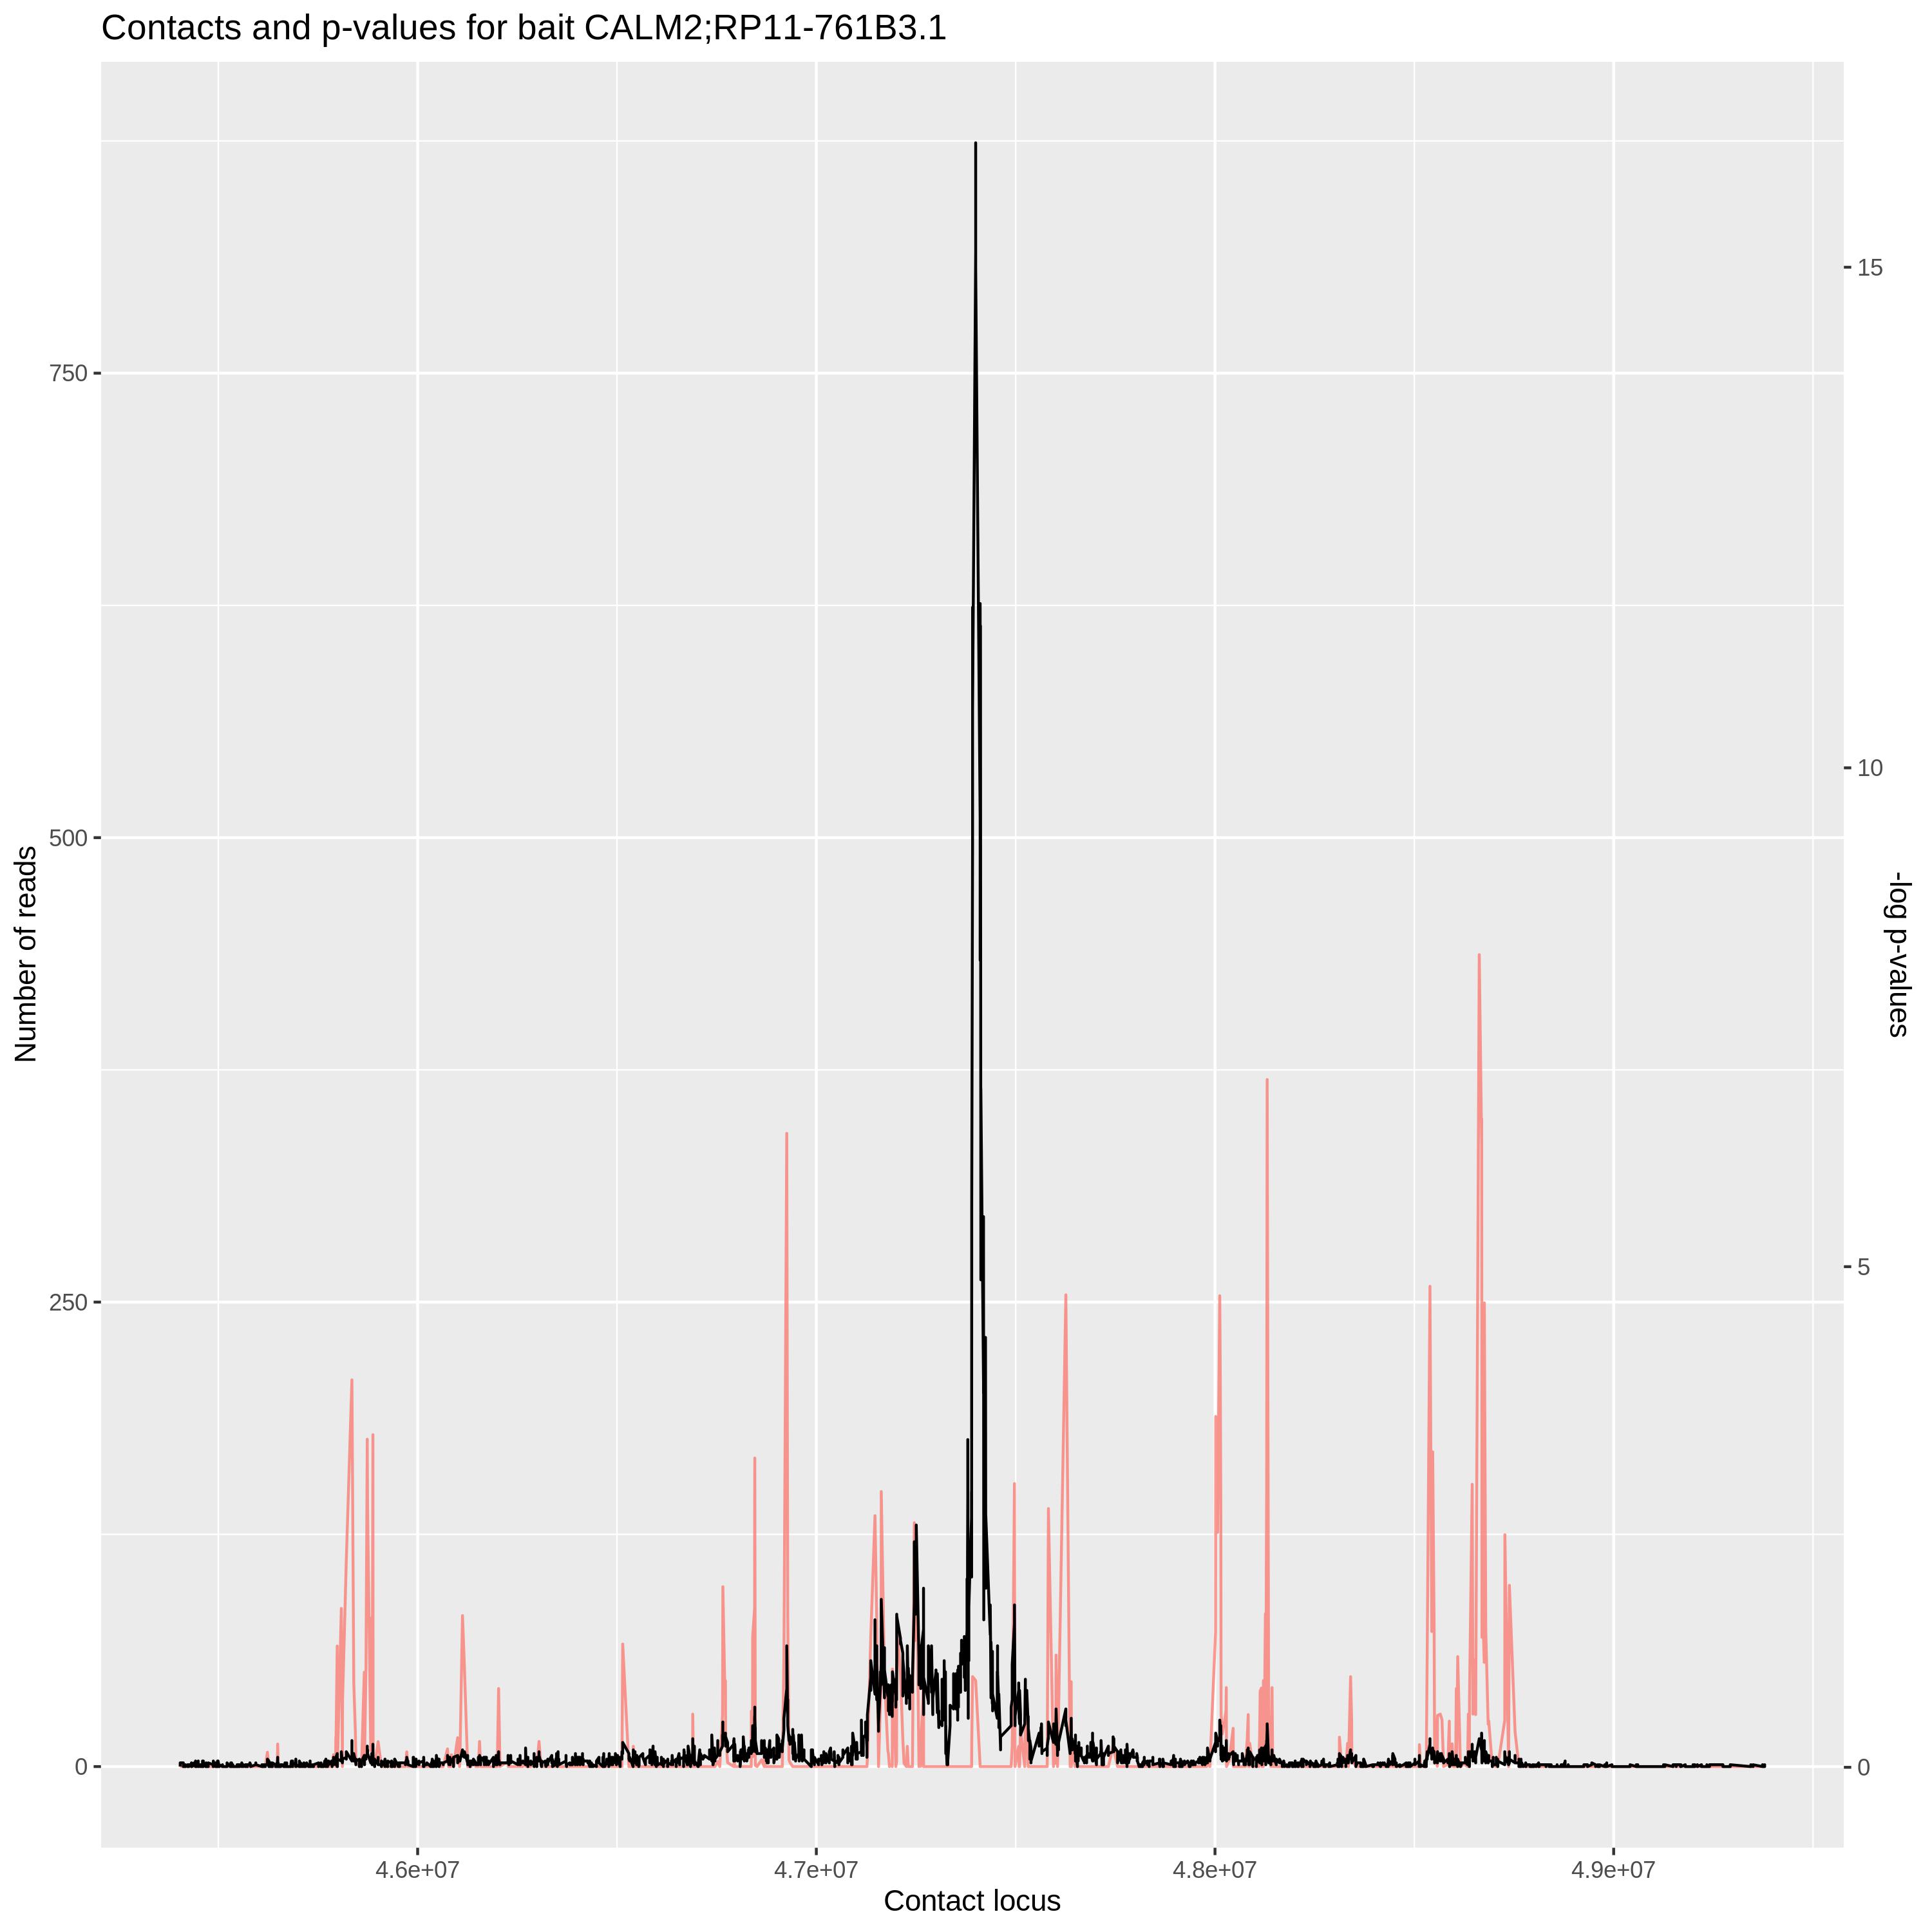 Contacts and p-values for bait CALM2;RP11-761B3.1
750
500
250
0
15
10
5
0
Number of reads
-log p-values
4.6e+07
4.7e+07
4.8e+07
4.9e+07
Contact locus